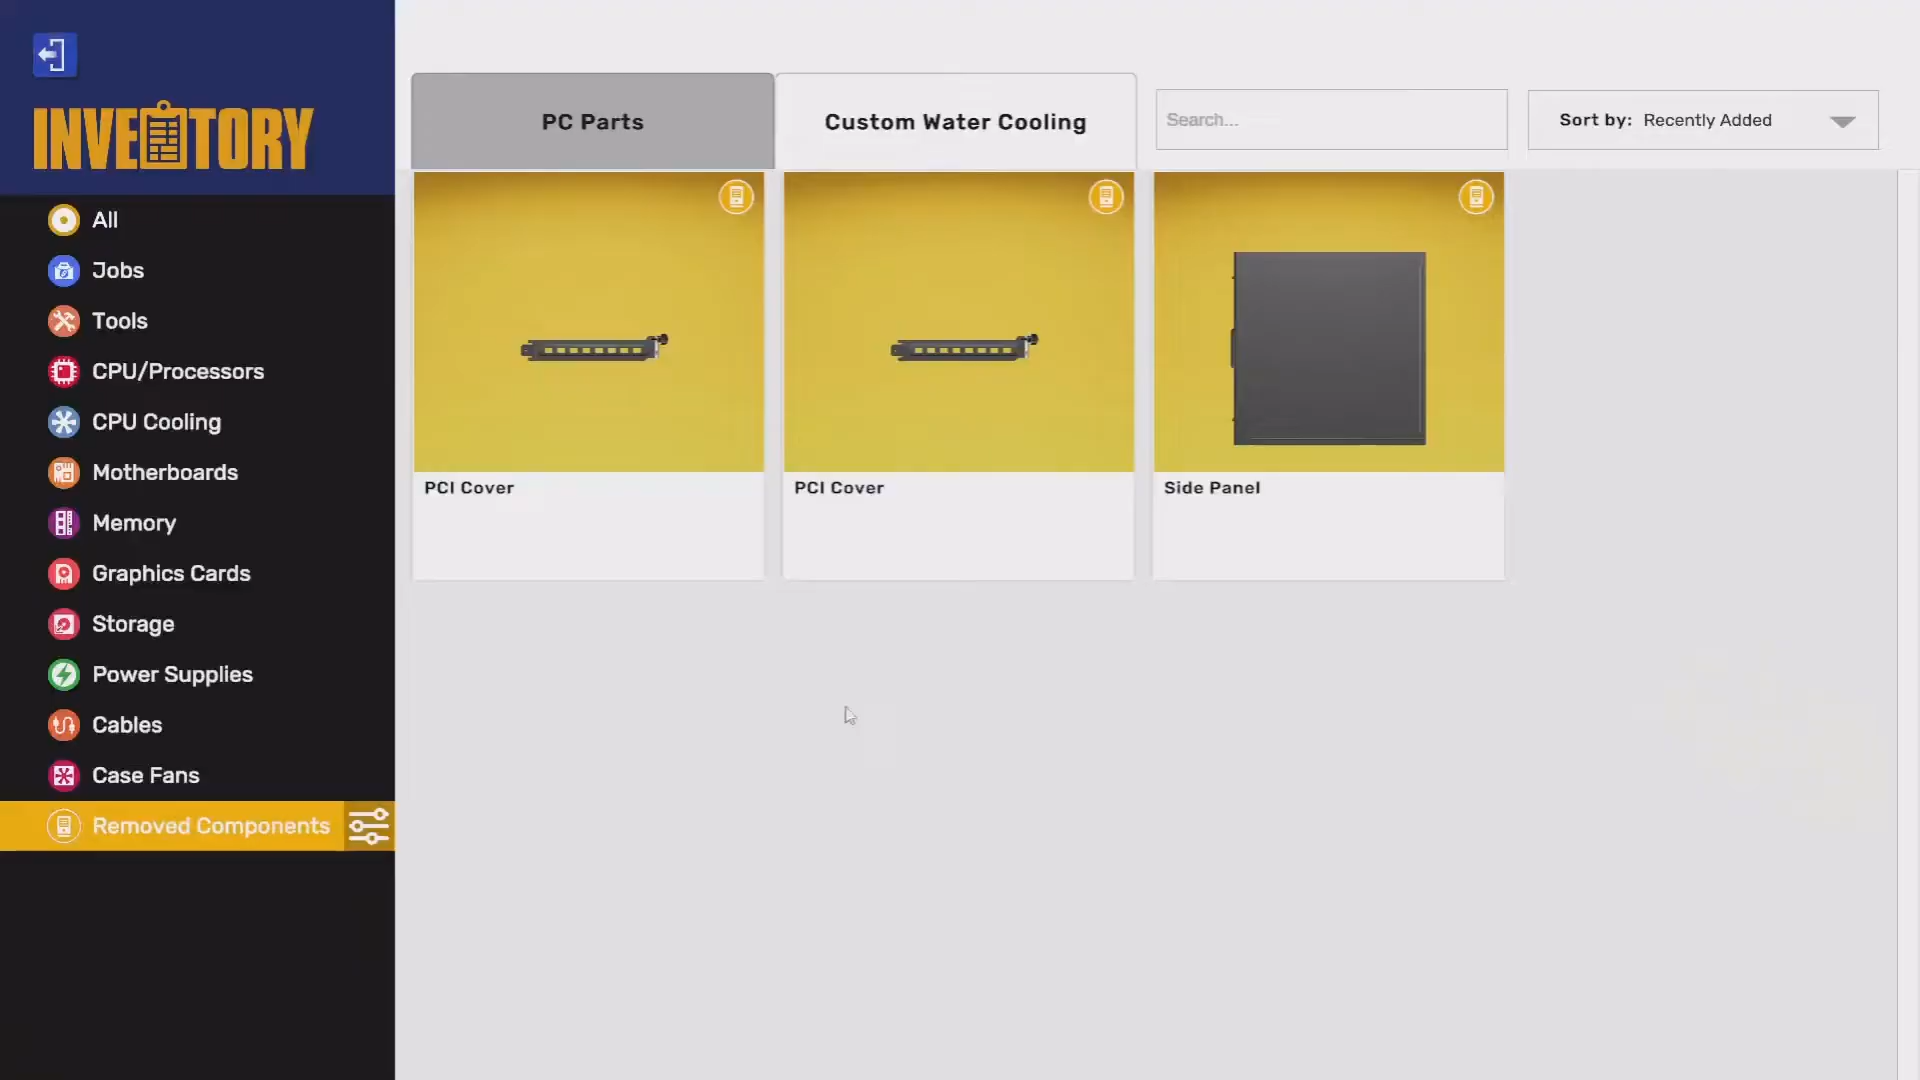 INVENTORY
All
Jobs
Tools
CPU/Processors
CPU Cooling
Motherboards
Memory
Graphics Cards
Storage
Power Supplies
Cables
Case Fans
Removed Components
PC Parts
Custom Water Cooling
Search...
Sort by: Recently Added
PCI Cover
PCI Cover
Side Panel